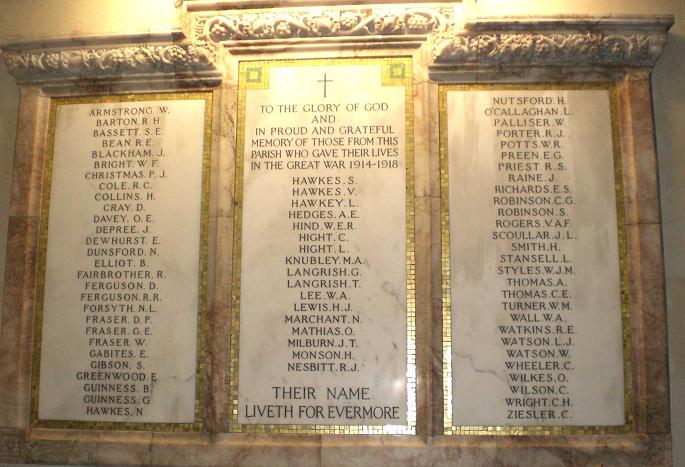 ARMSTRONG. W.
BARTON. R.H.
BASSETT. S.E.
BEAN. R.E.
BLACKHAM. J.
BRIGHT. W.F.
CHRISTMAS. P.J.
COLE. R.C.
COLLINS. H.
CRAY. D.
DAVEY. O.E.
DEPREE. J.
DEWHURST. E.
DUNSFORD. N.
ELLIOT. B.
FAIRBROTHER. R.
FERGUSON. D.
FERGUSON. R.R.
FORSYTH. N.L.
FRASER. D.P.
FRASER. G.E.
FRASER. W.
GABITES. E.
GIBSON. S.
GREENWOOD. E.
GUINNESS. B.
GUINNESS. G.
HAWKES. N
TO THE GLORY OF GOD
AND
IN PROUD AND GRATEFUL
MEMORY OF THOSE FROM THIS
PARISH WHO GAVE THEIR LIVES
IN THE GREAT WAR 1914-1918
HAWKES. S.
HAWKES. V.
HAWKEY. L.
HEDGES. A.E.
HIND. W.E.R.
HIGHT. C.
HIGHT. L.
KNUBLEY. M.A.
LANGRISH. G.
LANGRISH. T.
LEE. W.A.
LEWIS. H.J.
MARCHANT. N.
MATHIAS. O.
MILBURN. J.T.
MONSON. H.
NESBITT. R.J.
THEIR NAME
LIVETH FOR EVERMORE
NUTSFORD. H.
O'CALLAGHAN. L.
PALLISER. W.
PORTER. R.J.
POTTS. W.R.
PREEN. E.G.
PRIEST. R.S.
RAINE. J.
RICHARDS. E.S.
ROBINSON. C.G.
ROBINSON. S.
ROGERS. V.A.F.
SCOULLAR. J.L.
SMITH. H.
STANSELL. L.
STYLES. W.J.M.
THOMAS. A.
THOMAS. C.E.
TURNER. W.M.
WALL. W.A.
WATKINS. R.E.
WATSON. L.J.
WATSON. W.
WHEELER. C.
WILKES. O.
WILSON. C.
WRIGHT. C.H.
ZIESLER. C.